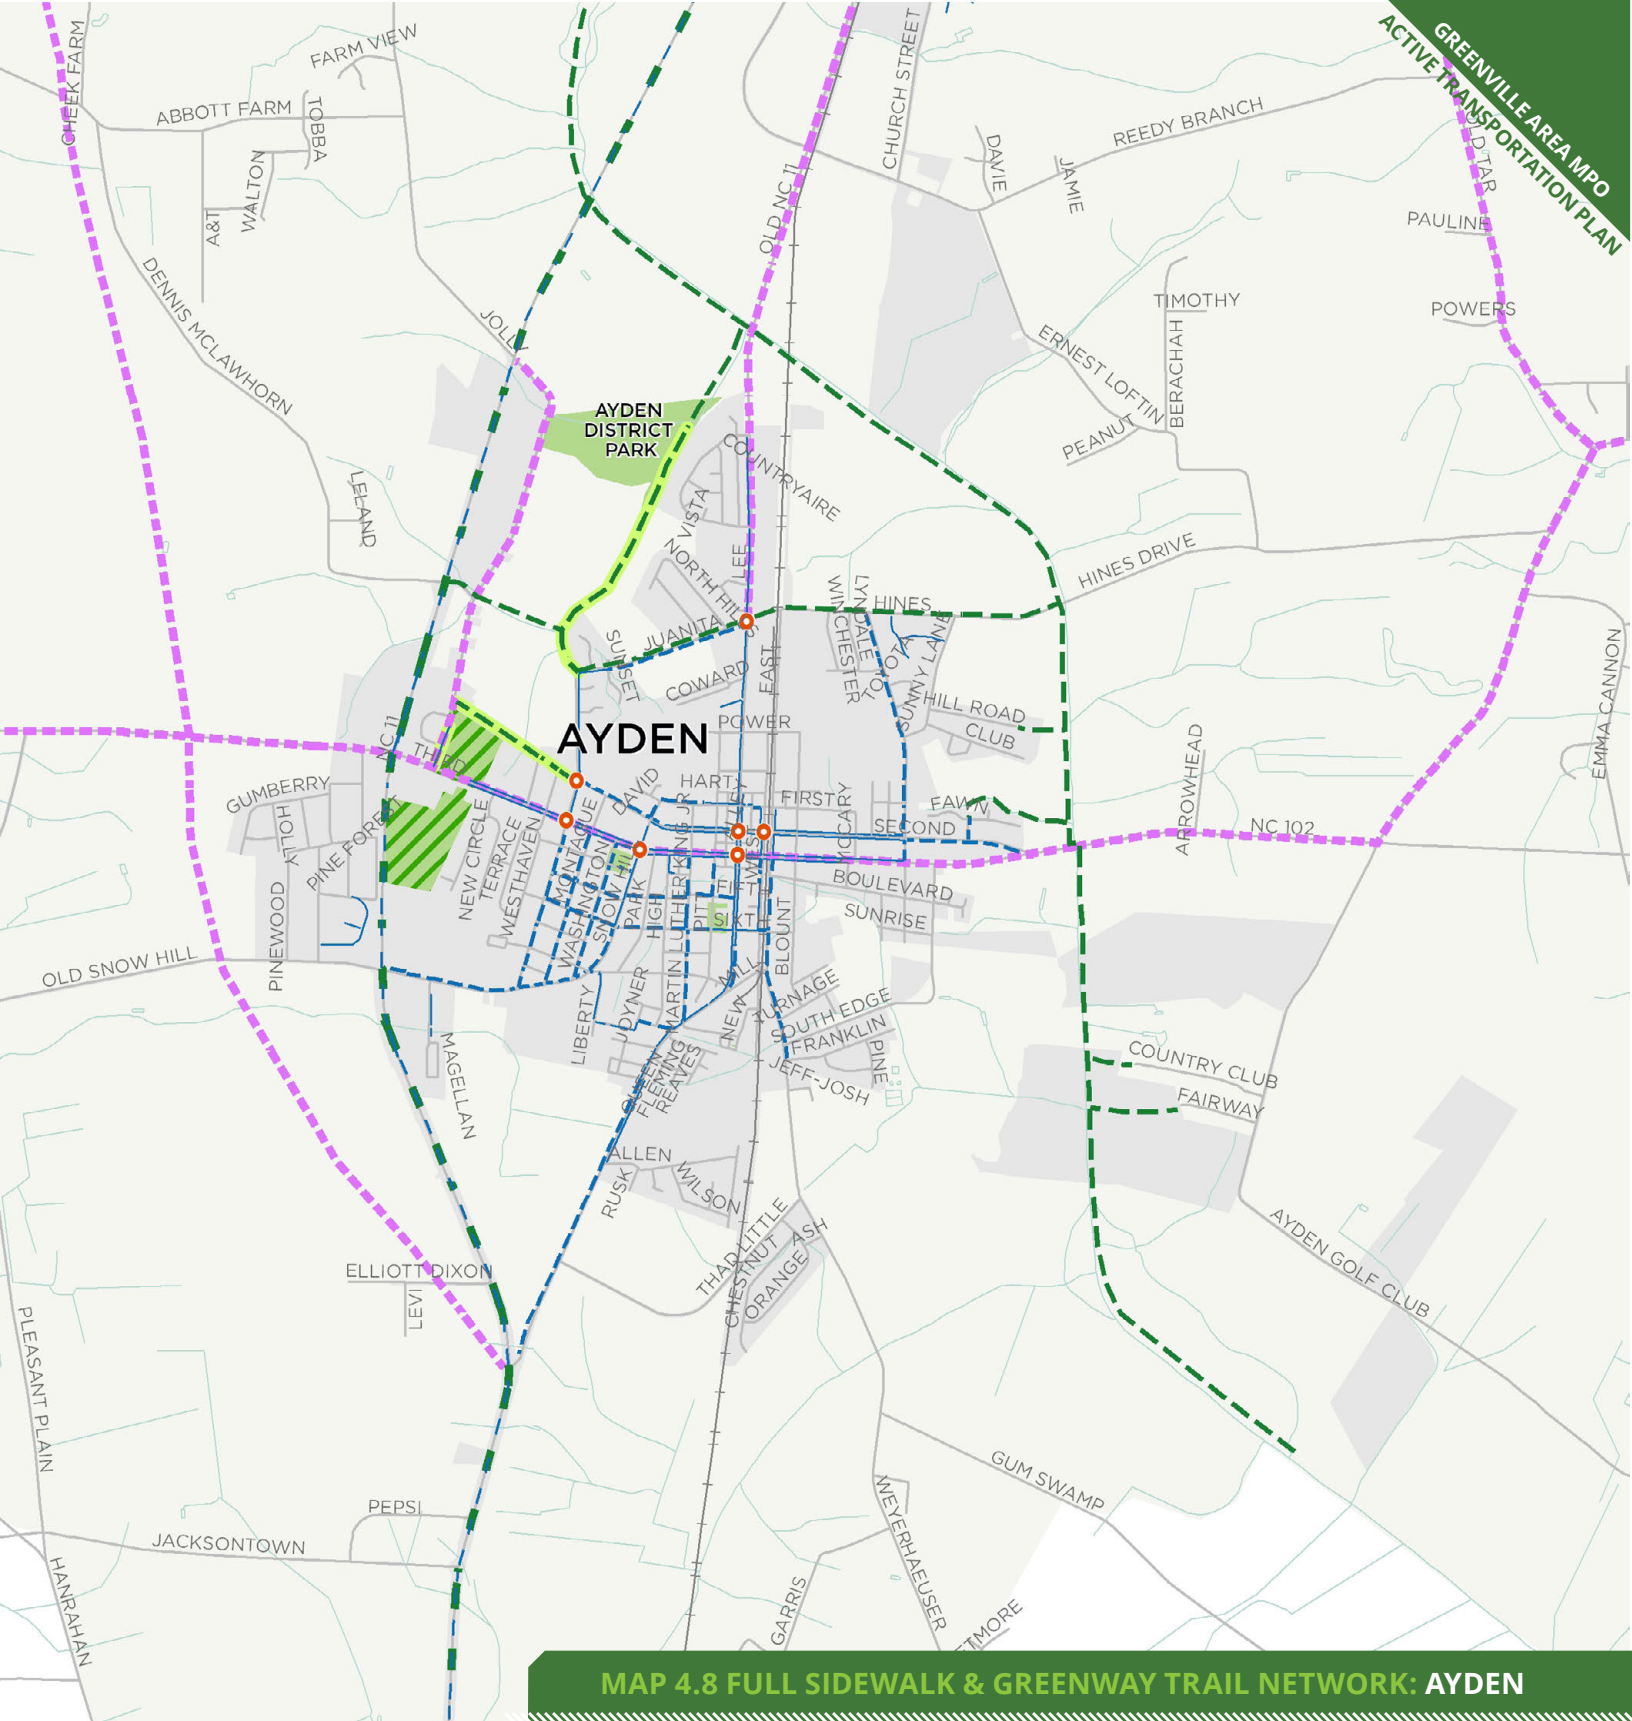 GREENVILLE AREA MPO
ACTIVE TRANSPORTATION PLAN
CHEEK FARM
FARM VIEW
ABBOTT FARM
TOBBA
WALTON
A&T
CHURCH STREET
OLD NC 11
DAVIE
JAMIE
REEDY BRANCH
OLD TAR
PAULINE
POWERS
TIMOTHY
BERACHAH
ERNEST LOFTIN
PEANUT
DENNIS MCLAWHORN
JOLLY
AYDEN
DISTRICT
PARK
COUNTRYAIRE
VISTA
LELAND
NORTH HILLS
LEE
HINES DRIVE
HINES
WINCHESTER
LYNDALE
TOYOTA
SUNNY LANE
JUANITA
SUNSET
COWARD
EAST
EMMA CANNON
HILL ROAD
CLUB
POWER
AYDEN
NC 11
THIRD
ARROWHEAD
GUMBERRY
HOLLY
PINE FOREST
DAVID
HART
FIRST
MCCARY
FAWN
SECOND
NC 102
NEW CIRCLE
TERRACE
WESTHAVEN
MONTAGUE
WASHINGTON
SNOW HILL
PARK
HIGH
MARTIN LUTHER KING JR
PITT
FIFTH
SIXTH
WEST
BOULEVARD
SUNRISE
BLOUNT
PINEWOOD
OLD SNOW HILL
LIBERTY
JOYNER
MILL
NEW
TURNAGE
SOUTH EDGE
FRANKLIN
PINE
JEFF-JOSH
MAGELLAN
QUEEN
FLEMING
REAVES
COUNTRY CLUB
FAIRWAY
ALLEN
RUSK
WILSON
THAD LITTLE
CHESTNUT
ASH
ORANGE
AYDEN GOLF CLUB
ELLIOTT DIXON
LEVI
PLEASANT PLAIN
GUM SWAMP
WEYERHAEUSER
PEPSI
JACKSONTOWN
HANRAHAN
GARRIS
ETMORE
MAP 4.8 FULL SIDEWALK & GREENWAY TRAIL NETWORK: AYDEN